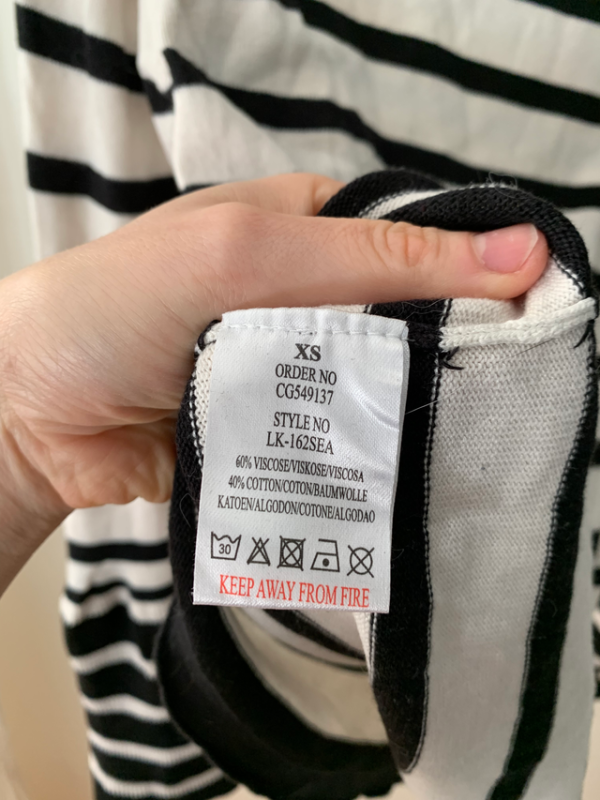 XS
ORDER NO
CG549137
STYLE NO
LK-162SEA
60% VISCOSE/VISKOSE/VISCOSA
40% COTTON/COTON/BAUMWOLLE
KATOEN/ALGODON/COTONE/ALGODAO
30
KEEP AWAY FROM FIRE